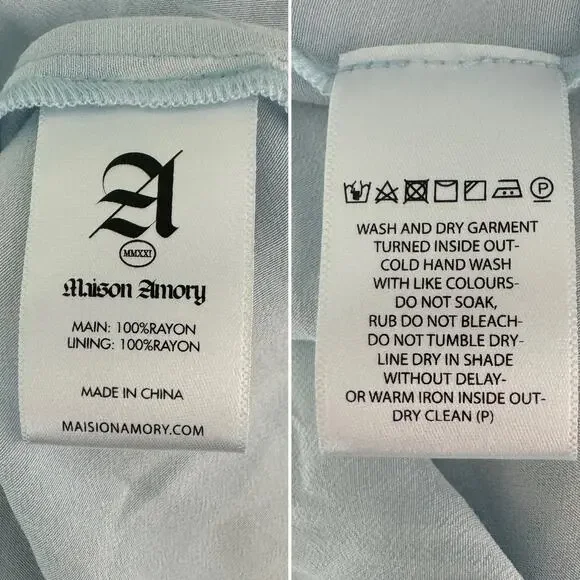 A
MMXXI
Maison Amory
MAIN: 100%RAYON
LINING: 100%RAYON
MADE IN CHINA
MAISIONAMORY.COM
P
WASH AND DRY GARMENT
TURNED INSIDE OUT-
COLD HAND WASH
WITH LIKE COLOURS-
DO NOT SOAK,
RUB DO NOT BLEACH-
DO NOT TUMBLE DRY-
LINE DRY IN SHADE
WITHOUT DELAY-
OR WARM IRON INSIDE OUT-
DRY CLEAN (P)